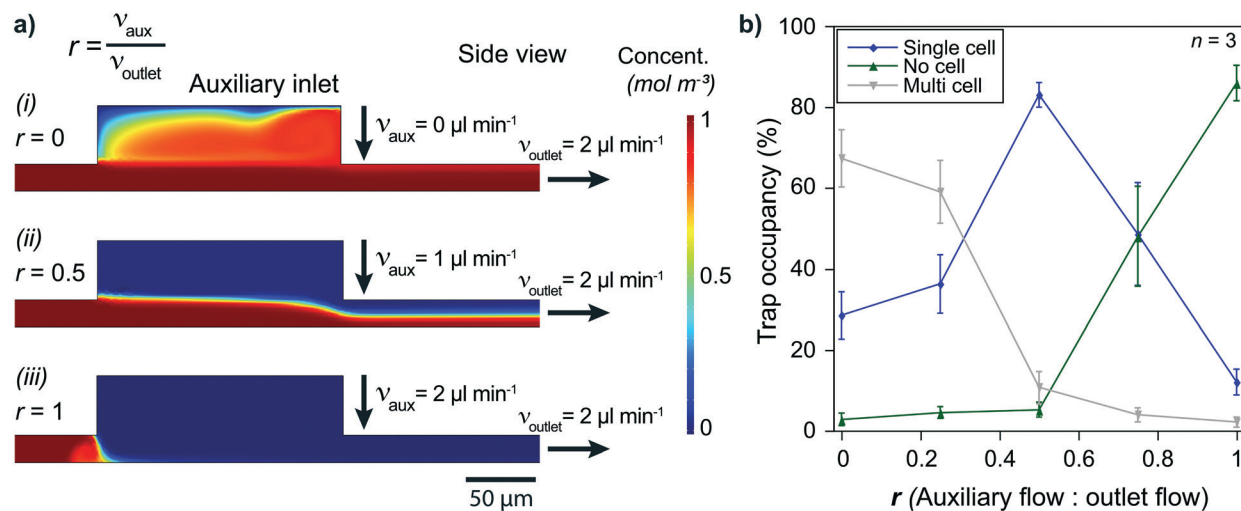 a)
r = ν_aux / ν_outlet
Side view
Concent.
(mol m⁻³)
Auxiliary inlet
(i)
r = 0
ν_aux = 0 µl min⁻¹
ν_outlet = 2 µl min⁻¹
(ii)
r = 0.5
ν_aux = 1 µl min⁻¹
ν_outlet = 2 µl min⁻¹
(iii)
r = 1
ν_aux = 2 µl min⁻¹
ν_outlet = 2 µl min⁻¹
1
0.5
0
50 µm
b)
Single cell
No cell
Multi cell
n = 3
Trap occupancy (%)
100
80
60
40
20
0
0 0.2 0.4 0.6 0.8 1
r (Auxiliary flow : outlet flow)